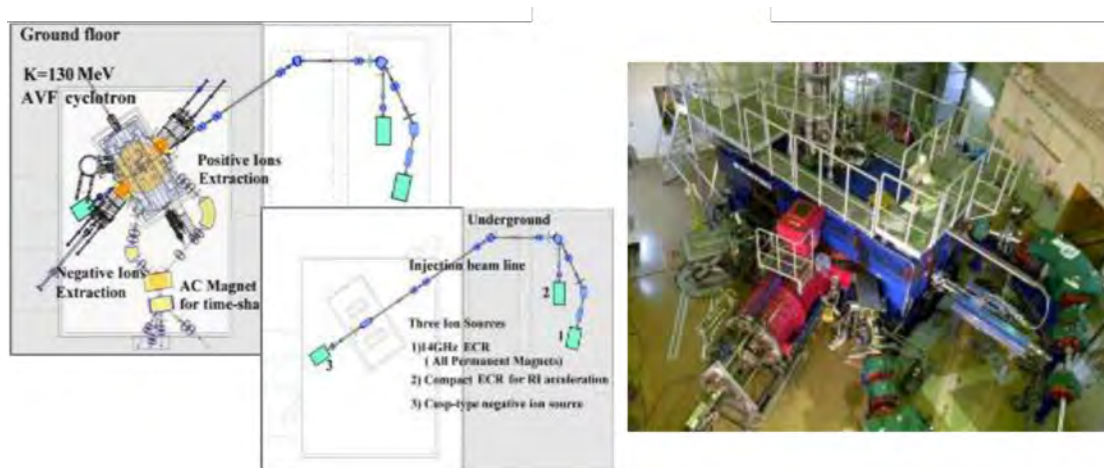 Ground floor
K=130 MeV
AVF cyclotron
Positive Ions
Extraction
Negative Ions
Extraction
AC Magnet
for time-sha
Underground
Injection beam line
2
1
3
Three Ion Sources
1)14GHz ECR
( All Permanent Magnets)
2) Compact ECR for RI acceleration
3) Cusp-type negative ion source